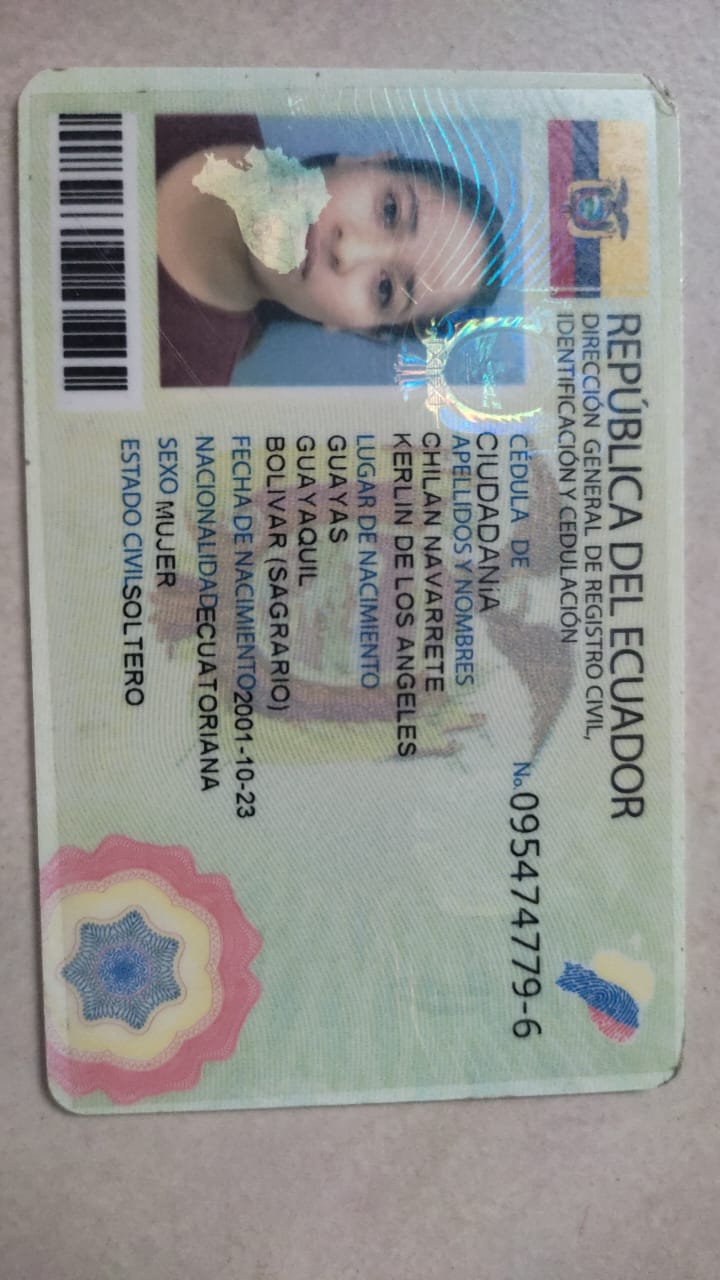 REPÚBLICA DEL ECUADOR
DIRECCIÓN GENERAL DE REGISTRO CIVIL,
IDENTIFICACIÓN Y CEDULACIÓN
CÉDULA DE No. 095474779-6
CIUDADANíA
APELLIDOS Y NOMBRES
CHILAN NAVARRETE
KERLIN DE LOS ANGELES
LUGAR DE NACIMIENTO
GUAYAS
GUAYAQUIL
BOLIVAR (SAGRARIO)
FECHA DE NACIMIENTO 2001-10-23
NACIONALIDAD ECUATORIANA
SEXO MUJER
ESTADO CIVIL SOLTERO